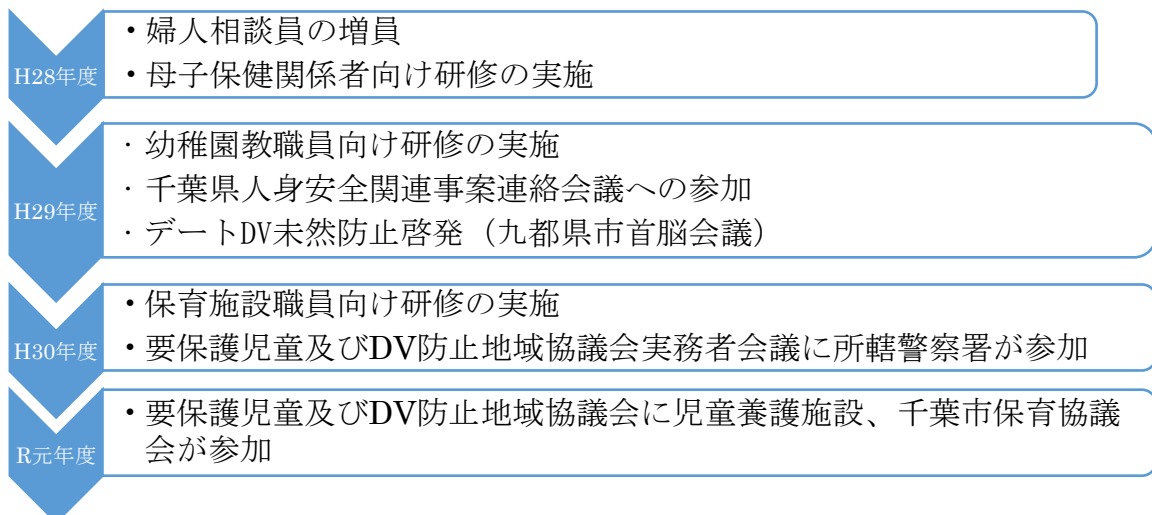 H28年度
・婦人相談員の増員
・母子保健関係者向け研修の実施
H29年度
・幼稚園教職員向け研修の実施
・千葉県人身安全関連事案連絡会議への参加
・デートDV未然防止啓発（九都県市首脳会議）
H30年度
・保育施設職員向け研修の実施
・要保護児童及びDV防止地域協議会実務者会議に所轄警察署が参加
R元年度
・要保護児童及びDV防止地域協議会に児童養護施設、千葉市保育協議
会が参加